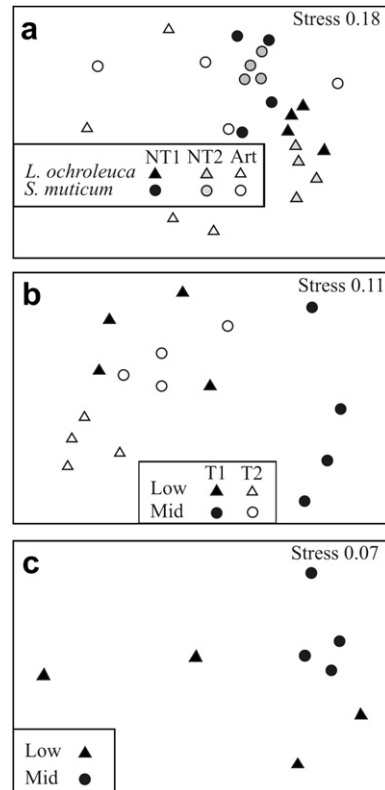 a Stress 0.18
NT1 NT2 Art
L. ochroleuca
S. muticum
b Stress 0.11
T1 T2
Low
Mid
c Stress 0.07
Low
Mid